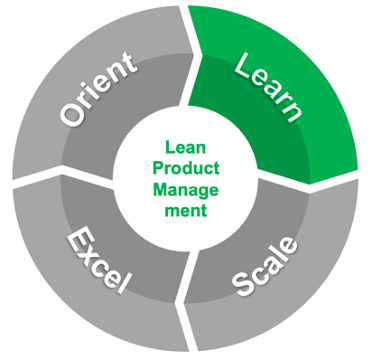 Orient
Learn
Lean
Product
Manage
ment
Excel
Scale